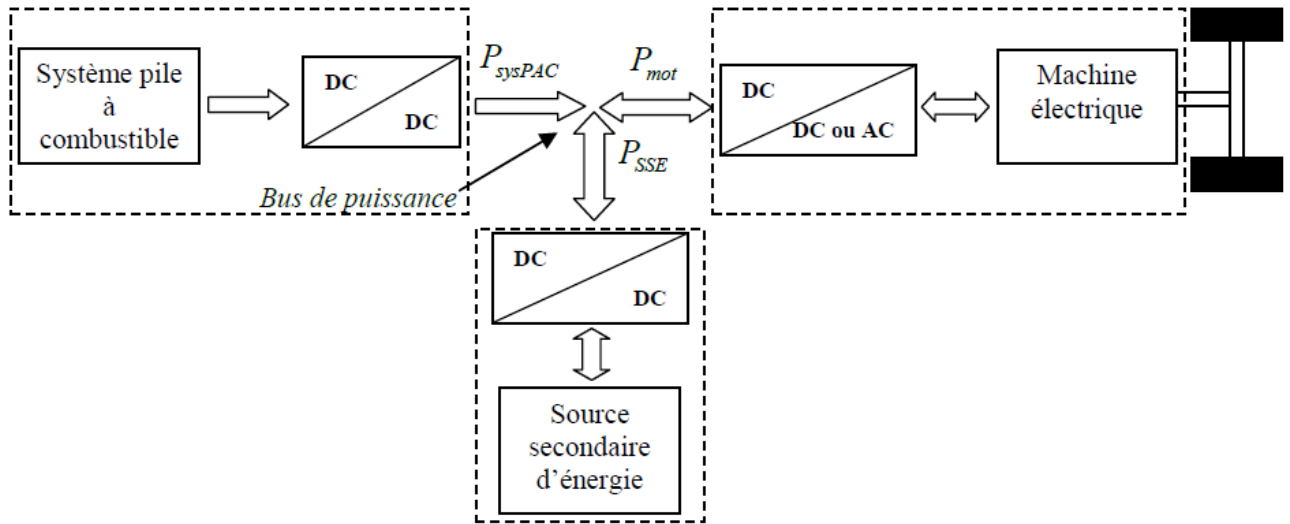 Système pile
à
combustible
DC
DC
P_sysPAC
P_mot
DC
DC ou AC
Machine
électrique
Bus de puissance
P_SSE
DC
DC
Source
secondaire
d’énergie